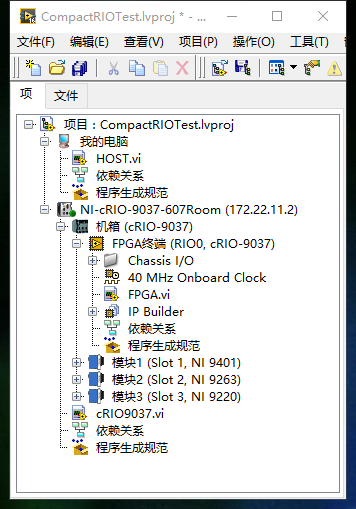 CompactRIOTest.lvproj * - ...
文件(F) 编辑(E) 查看(V) 项目(P) 操作(O) 工具(T)
项 文件
项目：CompactRIOTest.lvproj
我的电脑
HOST.vi
依赖关系
程序生成规范
NI-cRIO-9037-607Room (172.22.11.2)
机箱 (cRIO-9037)
FPGA终端 (RIO0, cRIO-9037)
Chassis I/O
40 MHz Onboard Clock
FPGA.vi
IP Builder
依赖关系
程序生成规范
模块1 (Slot 1, NI 9401)
模块2 (Slot 2, NI 9263)
模块3 (Slot 3, NI 9220)
cRIO9037.vi
依赖关系
程序生成规范